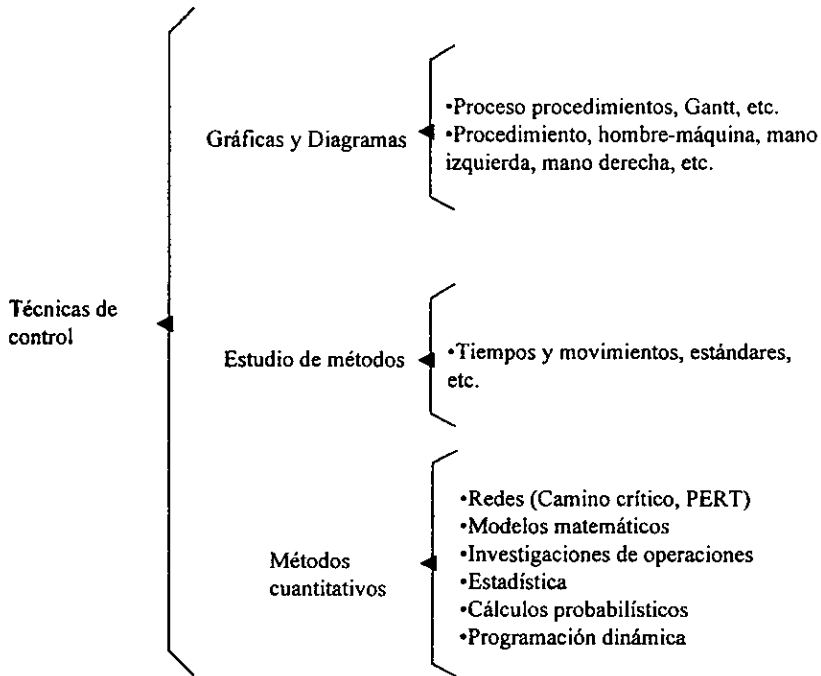 Técnicas de
control
Gráficas y Diagramas
•Proceso procedimientos, Gantt, etc.
•Procedimiento, hombre-máquina, mano
izquierda, mano derecha, etc.
Estudio de métodos
•Tiempos y movimientos, estándares,
etc.
Métodos
cuantitativos
•Redes (Camino crítico, PERT)
•Modelos matemáticos
•Investigaciones de operaciones
•Estadística
•Cálculos probabilísticos
•Programación dinámica